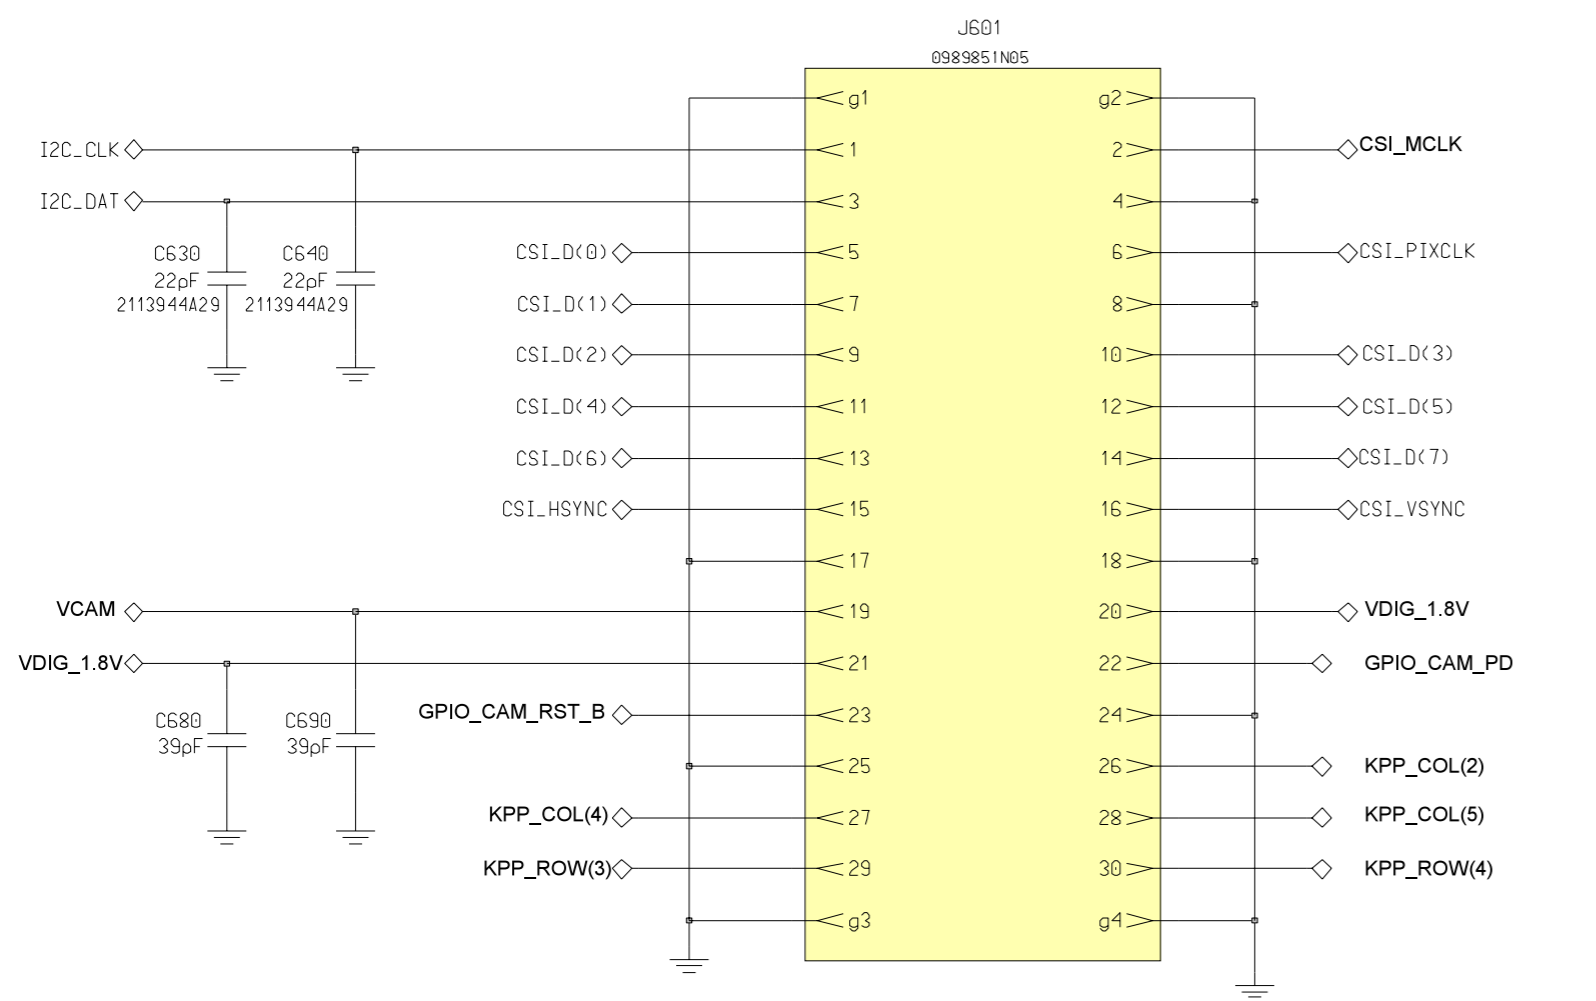 J601
0989851N05
g1 g2
I2C_CLK 1 2 CSI_MCLK
I2C_DAT 3 4
C630 C640 CSI_D(0) 5 6 CSI_PIXCLK
22pF 22pF
2113944A29 2113944A29 CSI_D(1) 7 8
CSI_D(2) 9 10 CSI_D(3)
CSI_D(4) 11 12 CSI_D(5)
CSI_D(6) 13 14 CSI_D(7)
CSI_HSYNC 15 16 CSI_VSYNC
17 18
VCAM 19 20 VDIG_1.8V
VDIG_1.8V 21 22 GPIO_CAM_PD
C680 C690 GPIO_CAM_RST_B 23 24
39pF 39pF
25 26 KPP_COL(2)
KPP_COL(4) 27 28 KPP_COL(5)
KPP_ROW(3) 29 30 KPP_ROW(4)
g3 g4